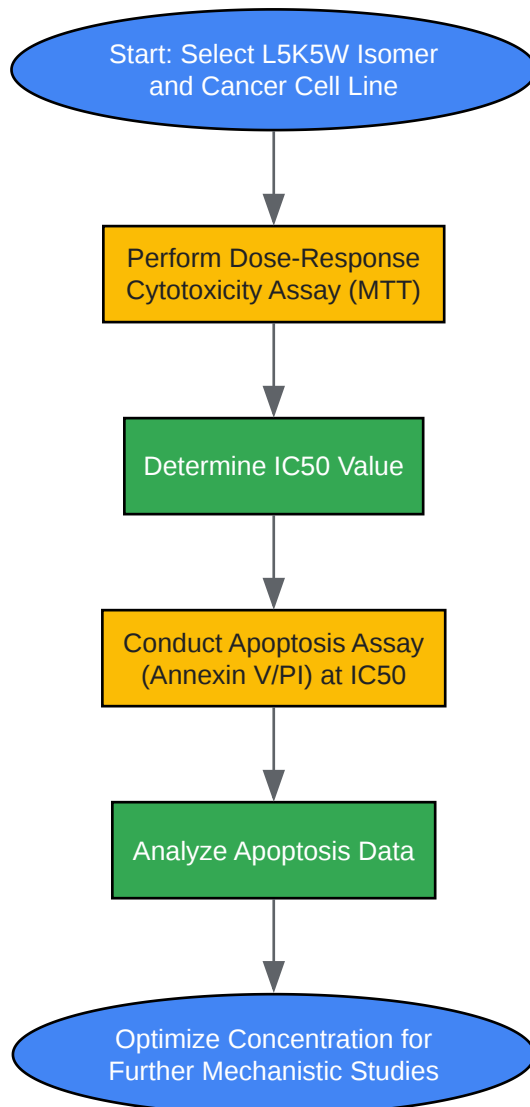 Start: Select L5K5W Isomer
and Cancer Cell Line
Perform Dose-Response
Cytotoxicity Assay (MTT)
Determine IC50 Value
Conduct Apoptosis Assay
(Annexin V/PI) at IC50
Analyze Apoptosis Data
Optimize Concentration for
Further Mechanistic Studies